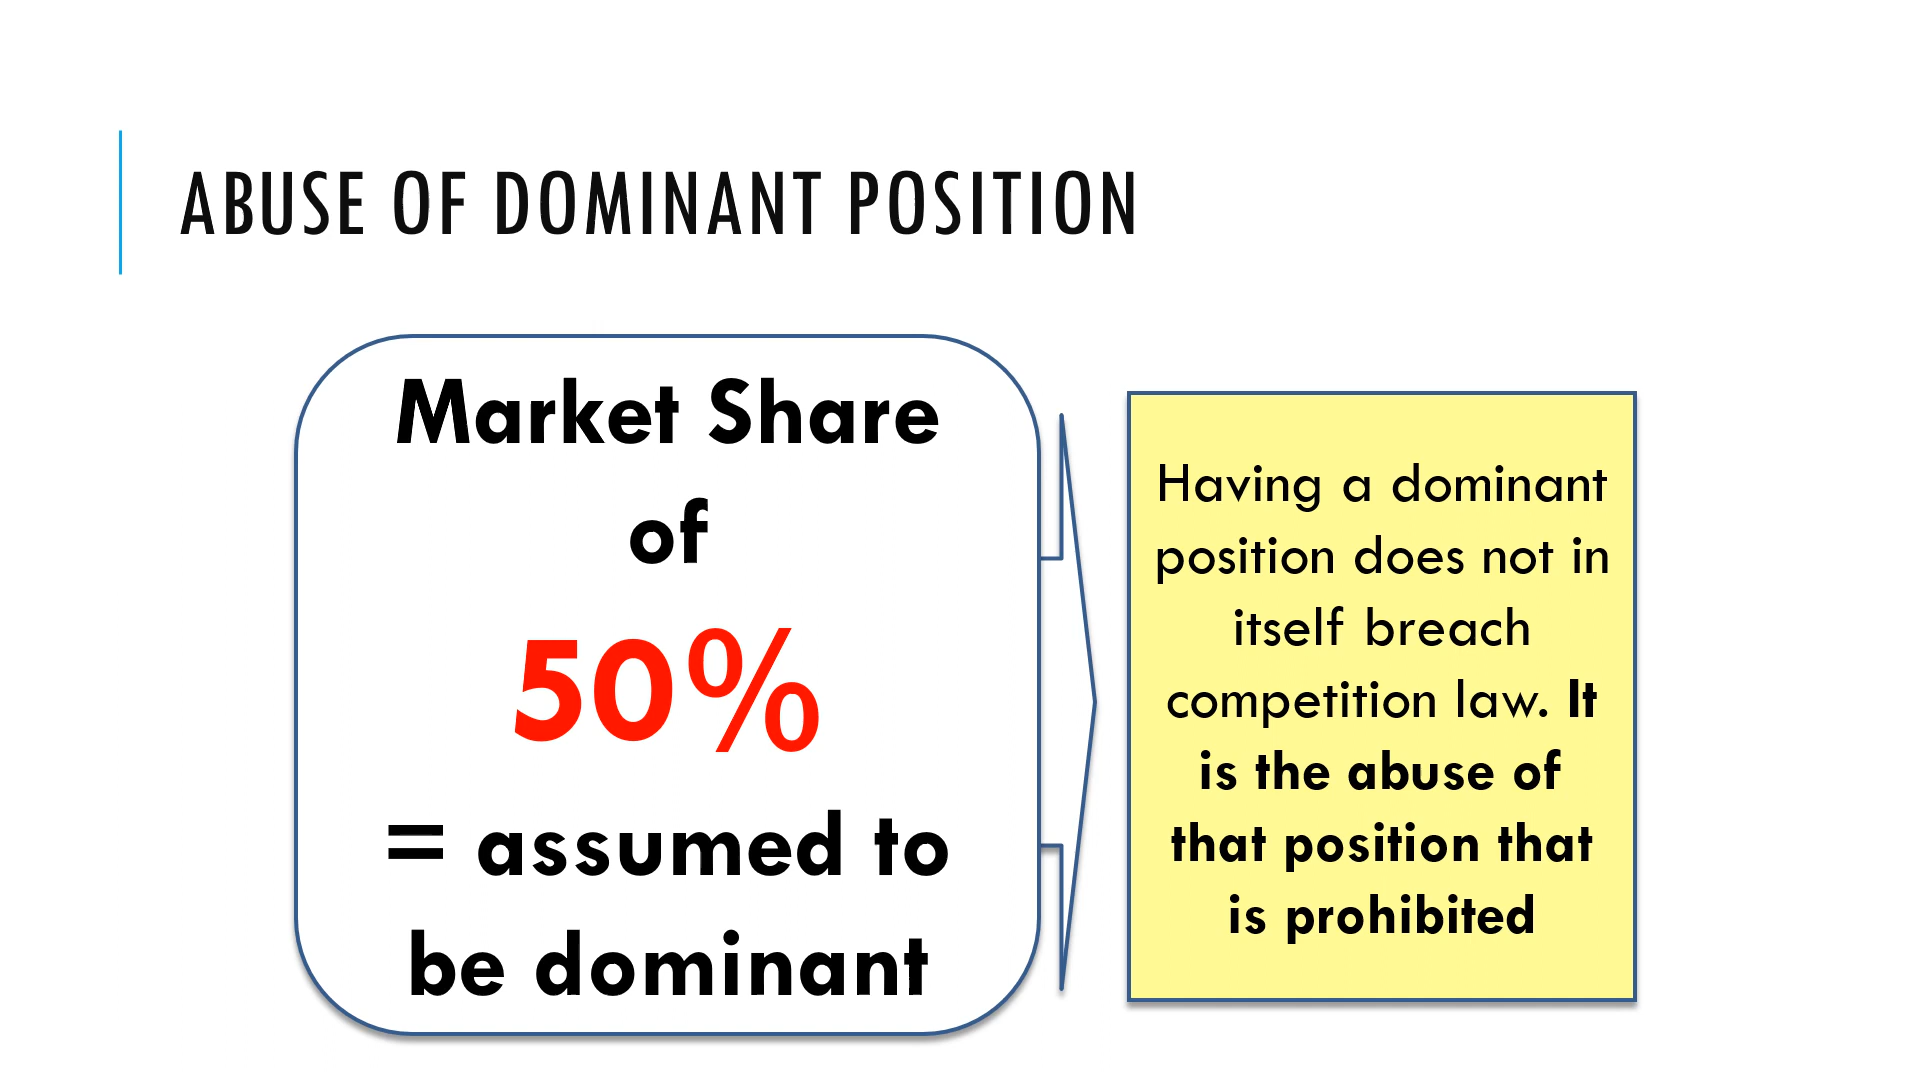 ABUSE OF DOMINANT POSITION
Market Share
of
50%
= assumed to
be dominant
Having a dominant
position does not in
itself breach
competition law. It
is the abuse of
that position that
is prohibited